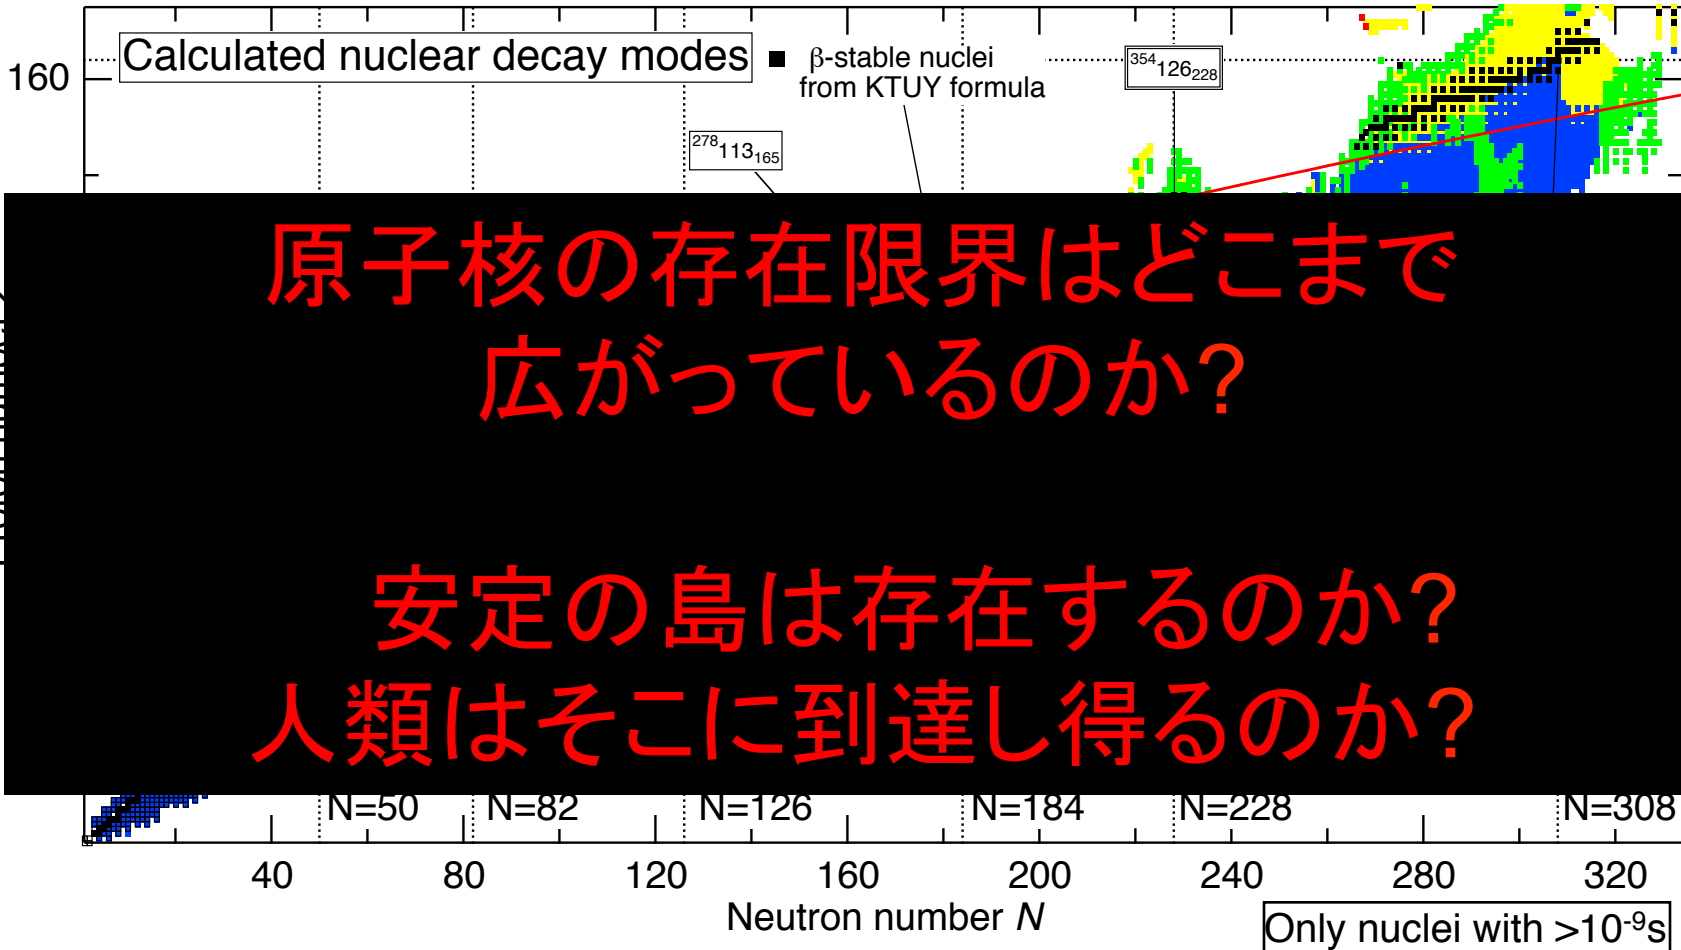 Calculated nuclear decay modes
β-stable nuclei
from KTUY formula
³⁵⁴126₂₂₈
160
²⁷⁸113₁₆₅
原子核の存在限界はどこまで
広がっているのか?
安定の島は存在するのか?
人類はそこに到達し得るのか?
N=50 N=82 N=126 N=184 N=228 N=308
40 80 120 160 200 240 280 320
Neutron number N
Only nuclei with >10⁻⁹s